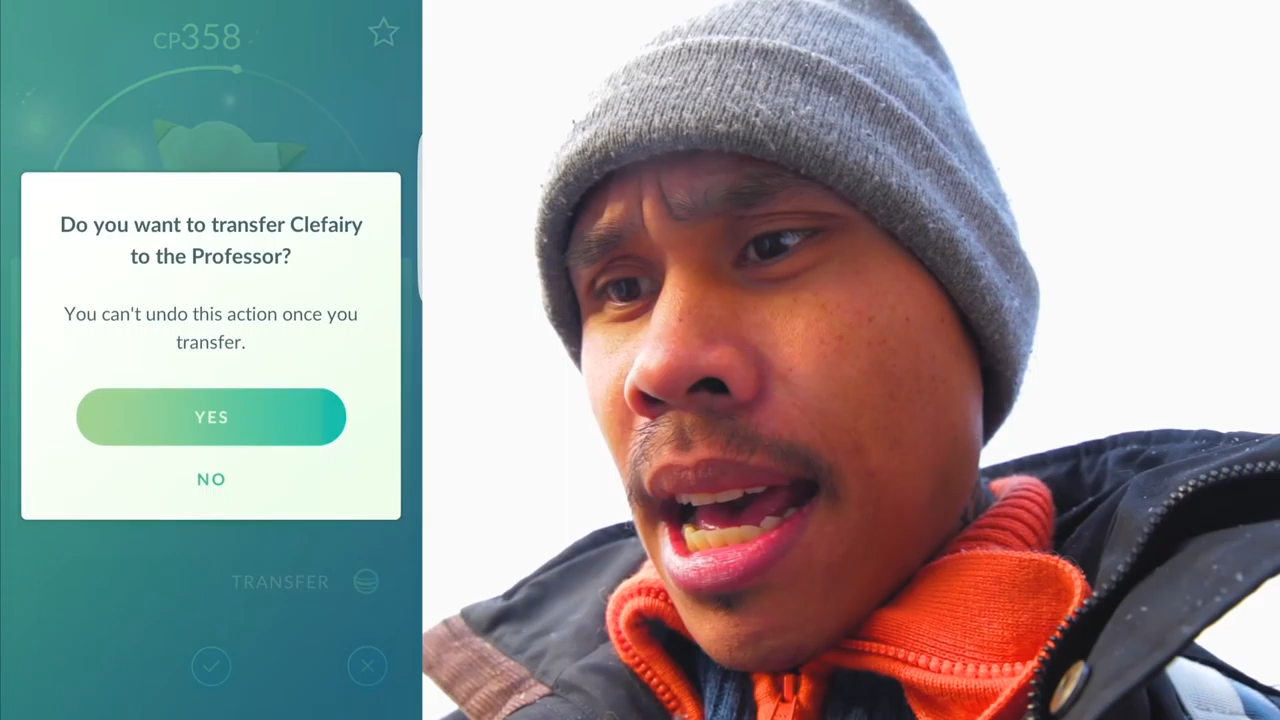 CP358
Do you want to transfer Clefairy
to the Professor?
You can't undo this action once you
transfer.
YES
NO
TRANSFER